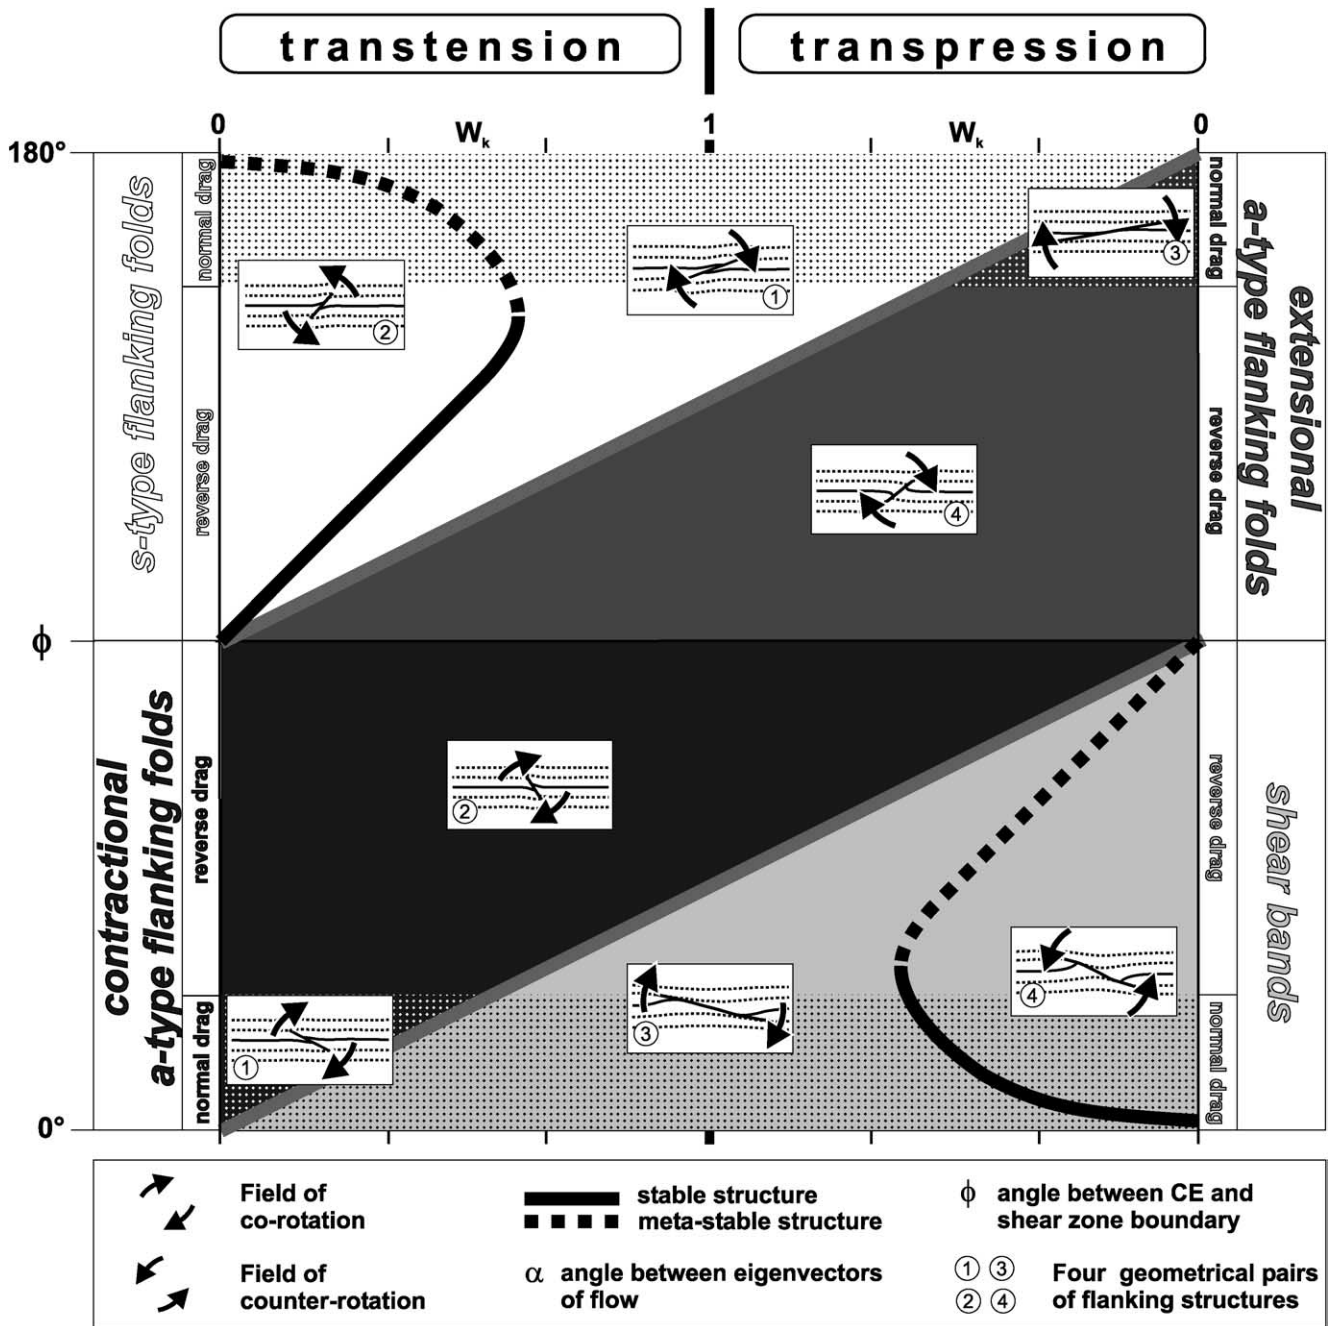 transtension
transpression
0
Wk
1
Wk
0
180°
s-type flanking folds
normal drag
reverse drag
1
2
3
4
normal drag
reverse drag
extensional
a-type flanking folds
ϕ
contractional
a-type flanking folds
reverse drag
normal drag
2
1
3
4
reverse drag
normal drag
shear bands
0°
Field of
co-rotation
Field of
counter-rotation
stable structure
meta-stable structure
α angle between eigenvectors
of flow
ϕ angle between CE and
shear zone boundary
1 3
2 4
Four geometrical pairs
of flanking structures